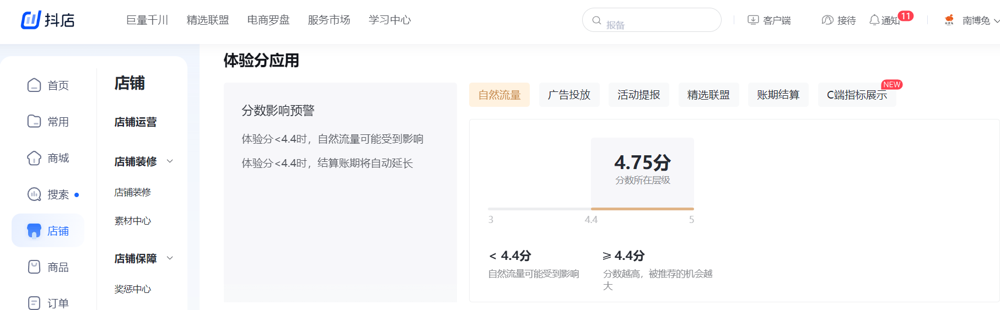 抖店
巨量千川 精选联盟 电商罗盘 服务市场 学习中心
报备
客户端 接待 通知 11 南博兔
首页
常用
商城
搜索
店铺
商品
订单
店铺
店铺运营
店铺装修
店铺装修
素材中心
店铺保障
奖惩中心
体验分应用
分数影响预警
体验分<4.4时，自然流量可能受到影响
体验分<4.4时，结算账期将自动延长
自然流量 广告投放 活动提报 精选联盟 账期结算 C端指标展示 NEW
4.75分
分数所在层级
3 4.4 5
< 4.4分
自然流量可能受到影响
≥ 4.4分
分数越高，被推荐的机会越
大